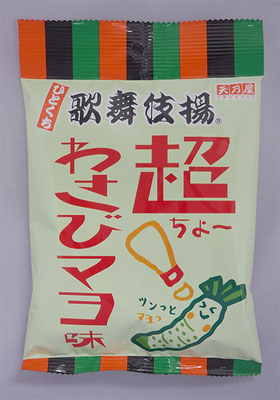 ひとくち
歌舞伎揚®
天乃屋
超
ちょ〜
わさびマヨ味
ツンっと
マヨっ